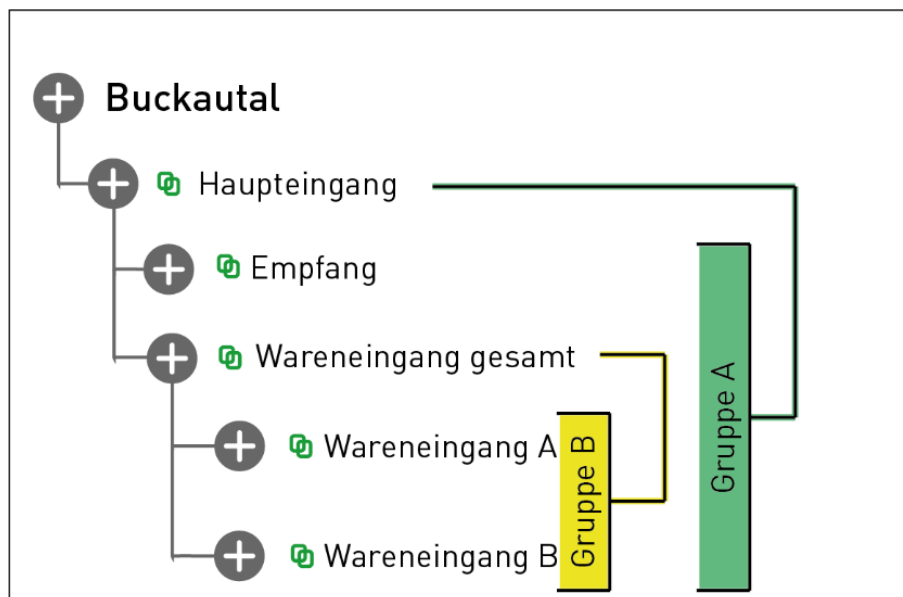 Buckautal
Haupteingang
Empfang
Wareneingang gesamt
Wareneingang A
Wareneingang B
Gruppe B
Gruppe A